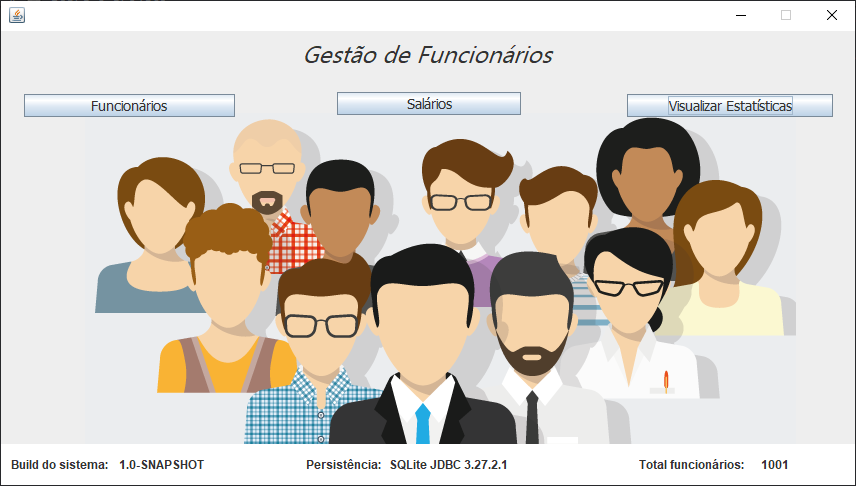 Gestão de Funcionários
Funcionários
Salários
Visualizar Estatísticas
Build do sistema: 1.0-SNAPSHOT
Persistência: SQLite JDBC 3.27.2.1
Total funcionários: 1001